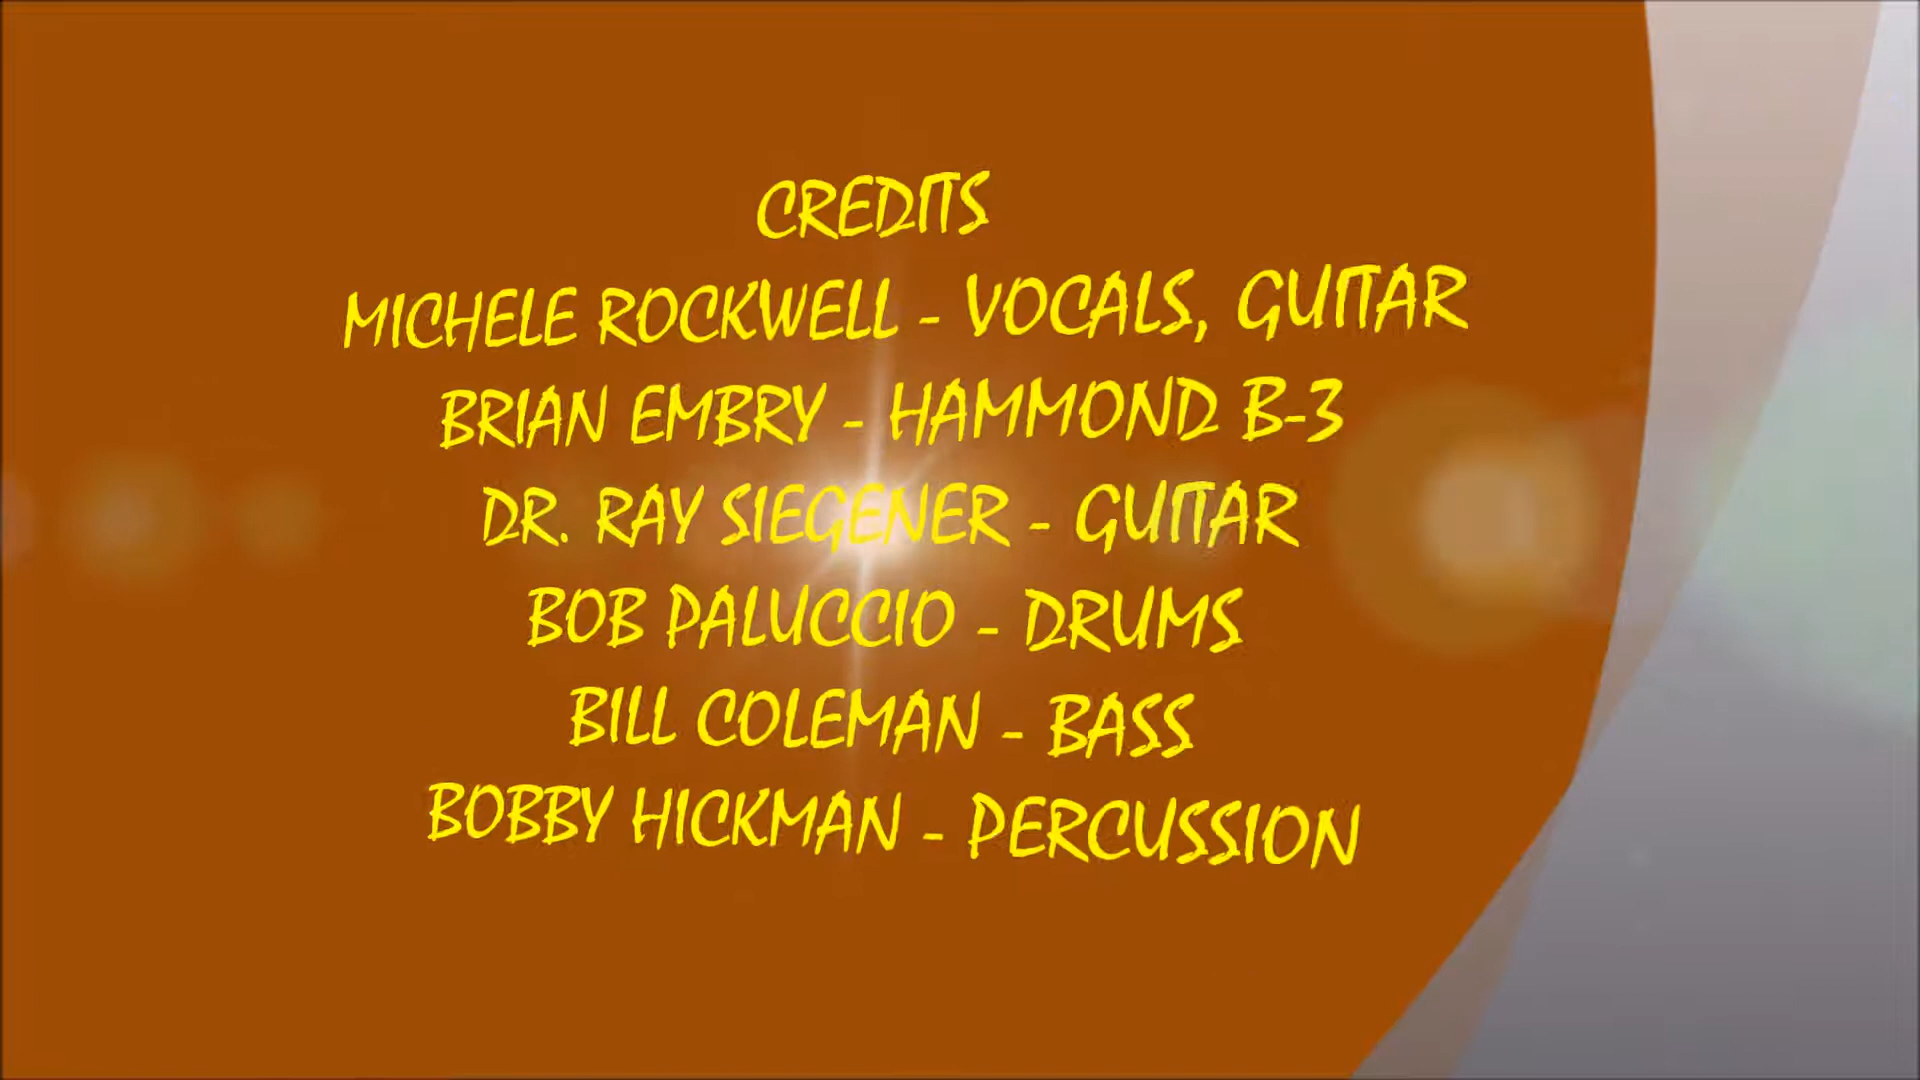 CREDITS
MICHELE ROCKWELL - VOCALS, GUITAR
BRIAN EMBRY - HAMMOND B-3
DR. RAY SIEGENER - GUITAR
BOB PALUCCIO - DRUMS
BILL COLEMAN - BASS
BOBBY HICKMAN - PERCUSSION